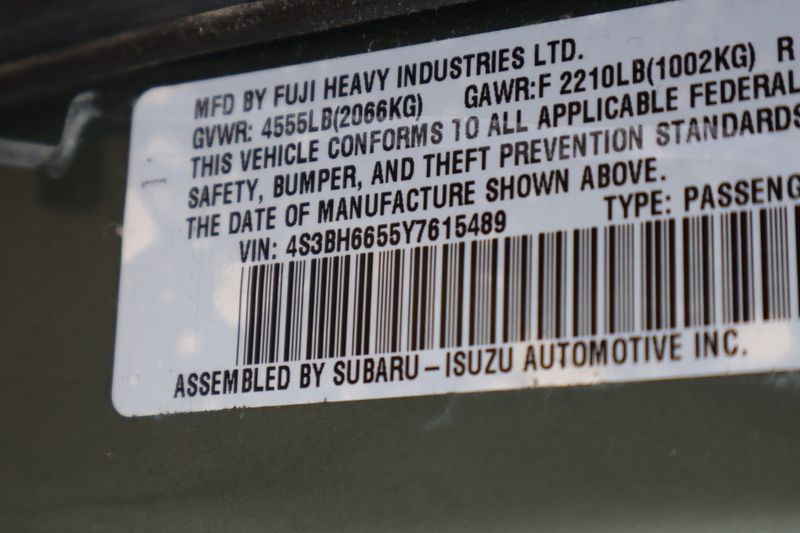 MFD BY FUJI HEAVY INDUSTRIES LTD.
GVWR: 4555LB(2066KG) GAWR:F 2210LB(1002KG) R
THIS VEHICLE CONFORMS TO ALL APPLICABLE FEDERAL
SAFETY, BUMPER, AND THEFT PREVENTION STANDARDS
THE DATE OF MANUFACTURE SHOWN ABOVE.
VIN: 4S3BH6655Y7615489 TYPE: PASSENG
ASSEMBLED BY SUBARU-ISUZU AUTOMOTIVE INC.